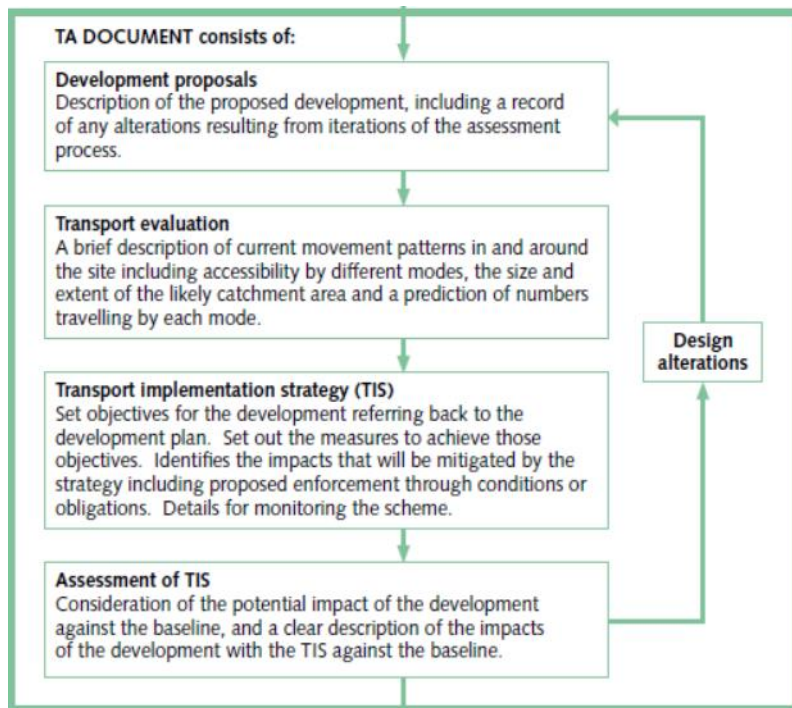 TA DOCUMENT consists of:
Development proposals
Description of the proposed development, including a record
of any alterations resulting from iterations of the assessment
process.
Transport evaluation
A brief description of current movement patterns in and around
the site including accessibility by different modes, the size and
extent of the likely catchment area and a prediction of numbers
travelling by each mode.
Design
alterations
Transport implementation strategy (TIS)
Set objectives for the development referring back to the
development plan.  Set out the measures to achieve those
objectives.  Identifies the impacts that will be mitigated by the
strategy including proposed enforcement through conditions or
obligations.  Details for monitoring the scheme.
Assessment of TIS
Consideration of the potential impact of the development
against the baseline, and a clear description of the impacts
of the development with the TIS against the baseline.